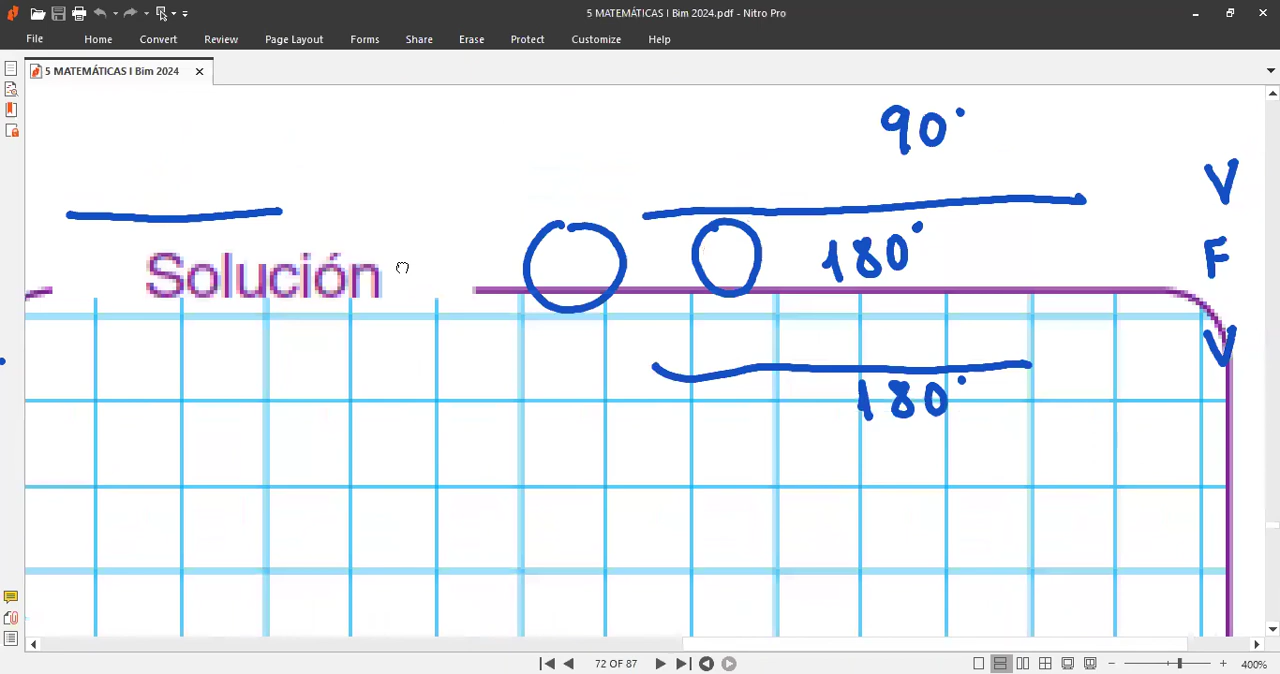 5 MATEMÁTICAS I Bim 2024.pdf - Nitro Pro
File Home Convert Review Page Layout Forms Share Erase Protect Customize Help
5 MATEMÁTICAS I Bim 2024
90°
V
180°
F
Solución
V
180°
72 OF 87
400%